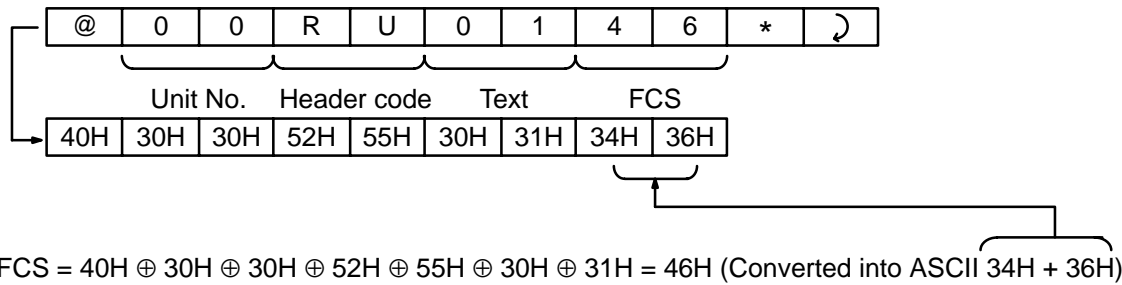 @ 0 0 R U 0 1 4 6 *
Unit No. Header code Text FCS
40H 30H 30H 52H 55H 30H 31H 34H 36H
FCS = 40H ⊕ 30H ⊕ 30H ⊕ 52H ⊕ 55H ⊕ 30H ⊕ 31H = 46H (Converted into ASCII 34H + 36H)